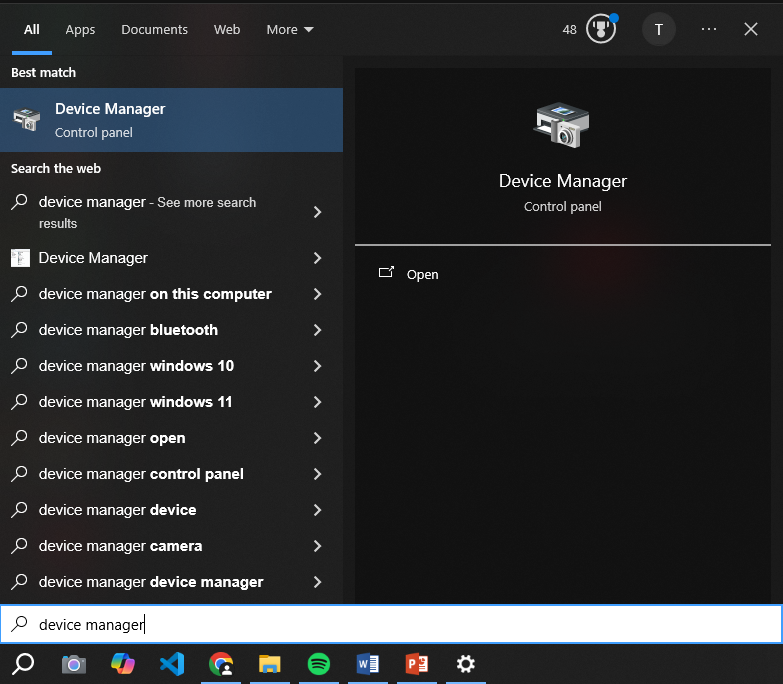 All Apps Documents Web More 48 T
Best match
Device Manager
Control panel
Search the web
device manager - See more search
results
Device Manager
device manager on this computer
device manager bluetooth
device manager windows 10
device manager windows 11
device manager open
device manager control panel
device manager device
device manager camera
device manager device manager
Device Manager
Control panel
Open
device manager
W P